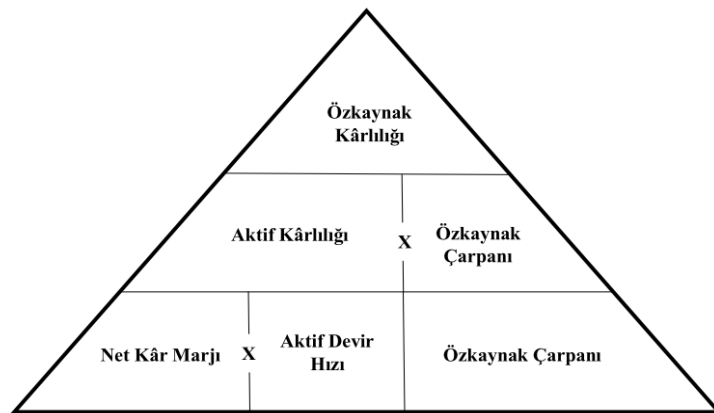 Özkaynak
Kârlılığı
Aktif Kârlılığı X Özkaynak
Çarpanı
Net Kâr Marjı X Aktif Devir
Hızı
Özkaynak Çarpanı